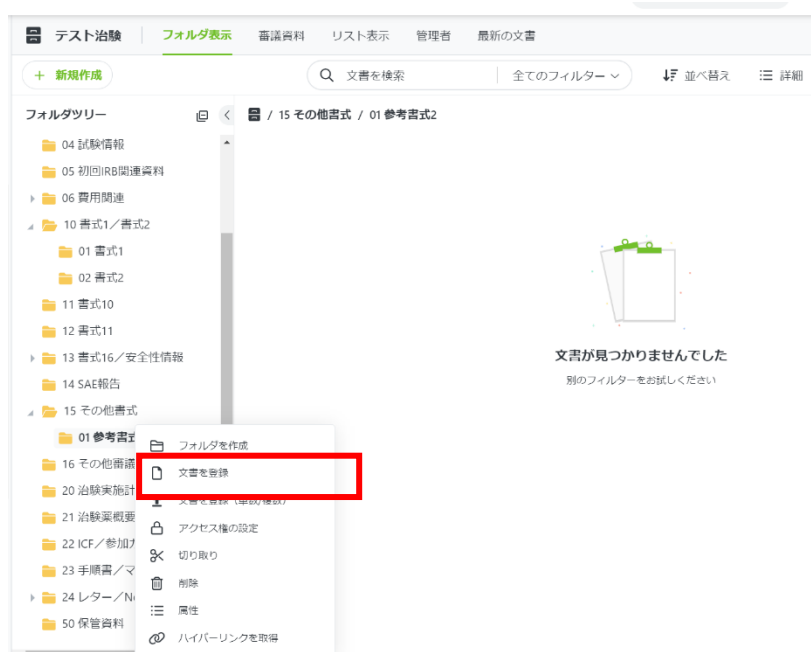 テスト治験 フォルダ表示 審議資料 リスト表示 管理者 最新の文書
+ 新規作成 文書を検索 全てのフィルター 並べ替え 詳細
フォルダツリー / 15 その他書式 / 01 参考書式2
04 試験情報
05 初回IRB関連資料
06 費用関連
10 書式1／書式2
01 書式1
02 書式2
11 書式10
12 書式11
13 書式16／安全性情報
14 SAE報告
15 その他書式
01 参考書式
16 その他審議
20 治験実施計
21 治験薬概要
22 ICF／参加カ
23 手順書／マ
24 レター／Ne
50 保管資料
文書が見つかりませんでした
別のフィルターをお試しください
フォルダを作成
文書を登録
文書を登録（単数/複数）
アクセス権の設定
切り取り
削除
属性
ハイパーリンクを取得